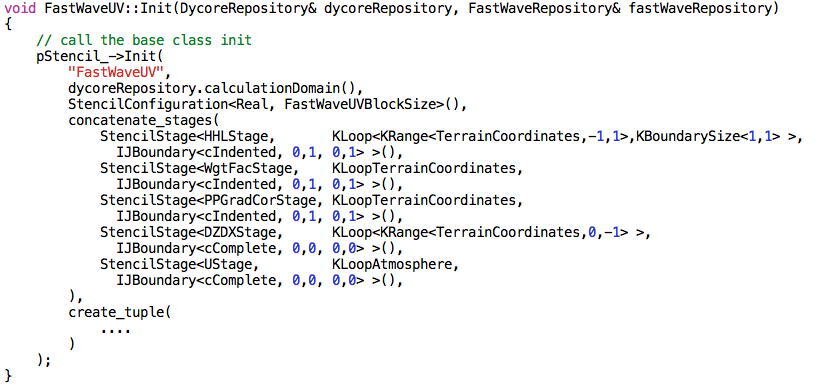 void FastWaveUV::Init(DycoreRepository& dycoreRepository, FastWaveRepository& fastWaveRepository)
{
    // call the base class init
    pStencil_->Init(
        "FastWaveUV",
        dycoreRepository.calculationDomain(),
        StencilConfiguration<Real, FastWaveUVBlockSize>(),
        concatenate_stages(
            StencilStage<HHLStage,       KLoop<KRange<TerrainCoordinates,-1,1>,KBoundarySize<1,1> >,
              IJBoundary<cIndented, 0,1, 0,1> >(),
            StencilStage<WgtFacStage,    KLoopTerrainCoordinates,
              IJBoundary<cIndented, 0,1, 0,1> >(),
            StencilStage<PPGradCorStage, KLoopTerrainCoordinates,
              IJBoundary<cIndented, 0,1, 0,1> >(),
            StencilStage<DZDXStage,      KLoop<KRange<TerrainCoordinates,0,-1> >,
              IJBoundary<cComplete, 0,0, 0,0> >(),
            StencilStage<UStage,         KLoopAtmosphere,
              IJBoundary<cComplete, 0,0, 0,0> >(),
        ),
        create_tuple(
            ....
        )
    );
}